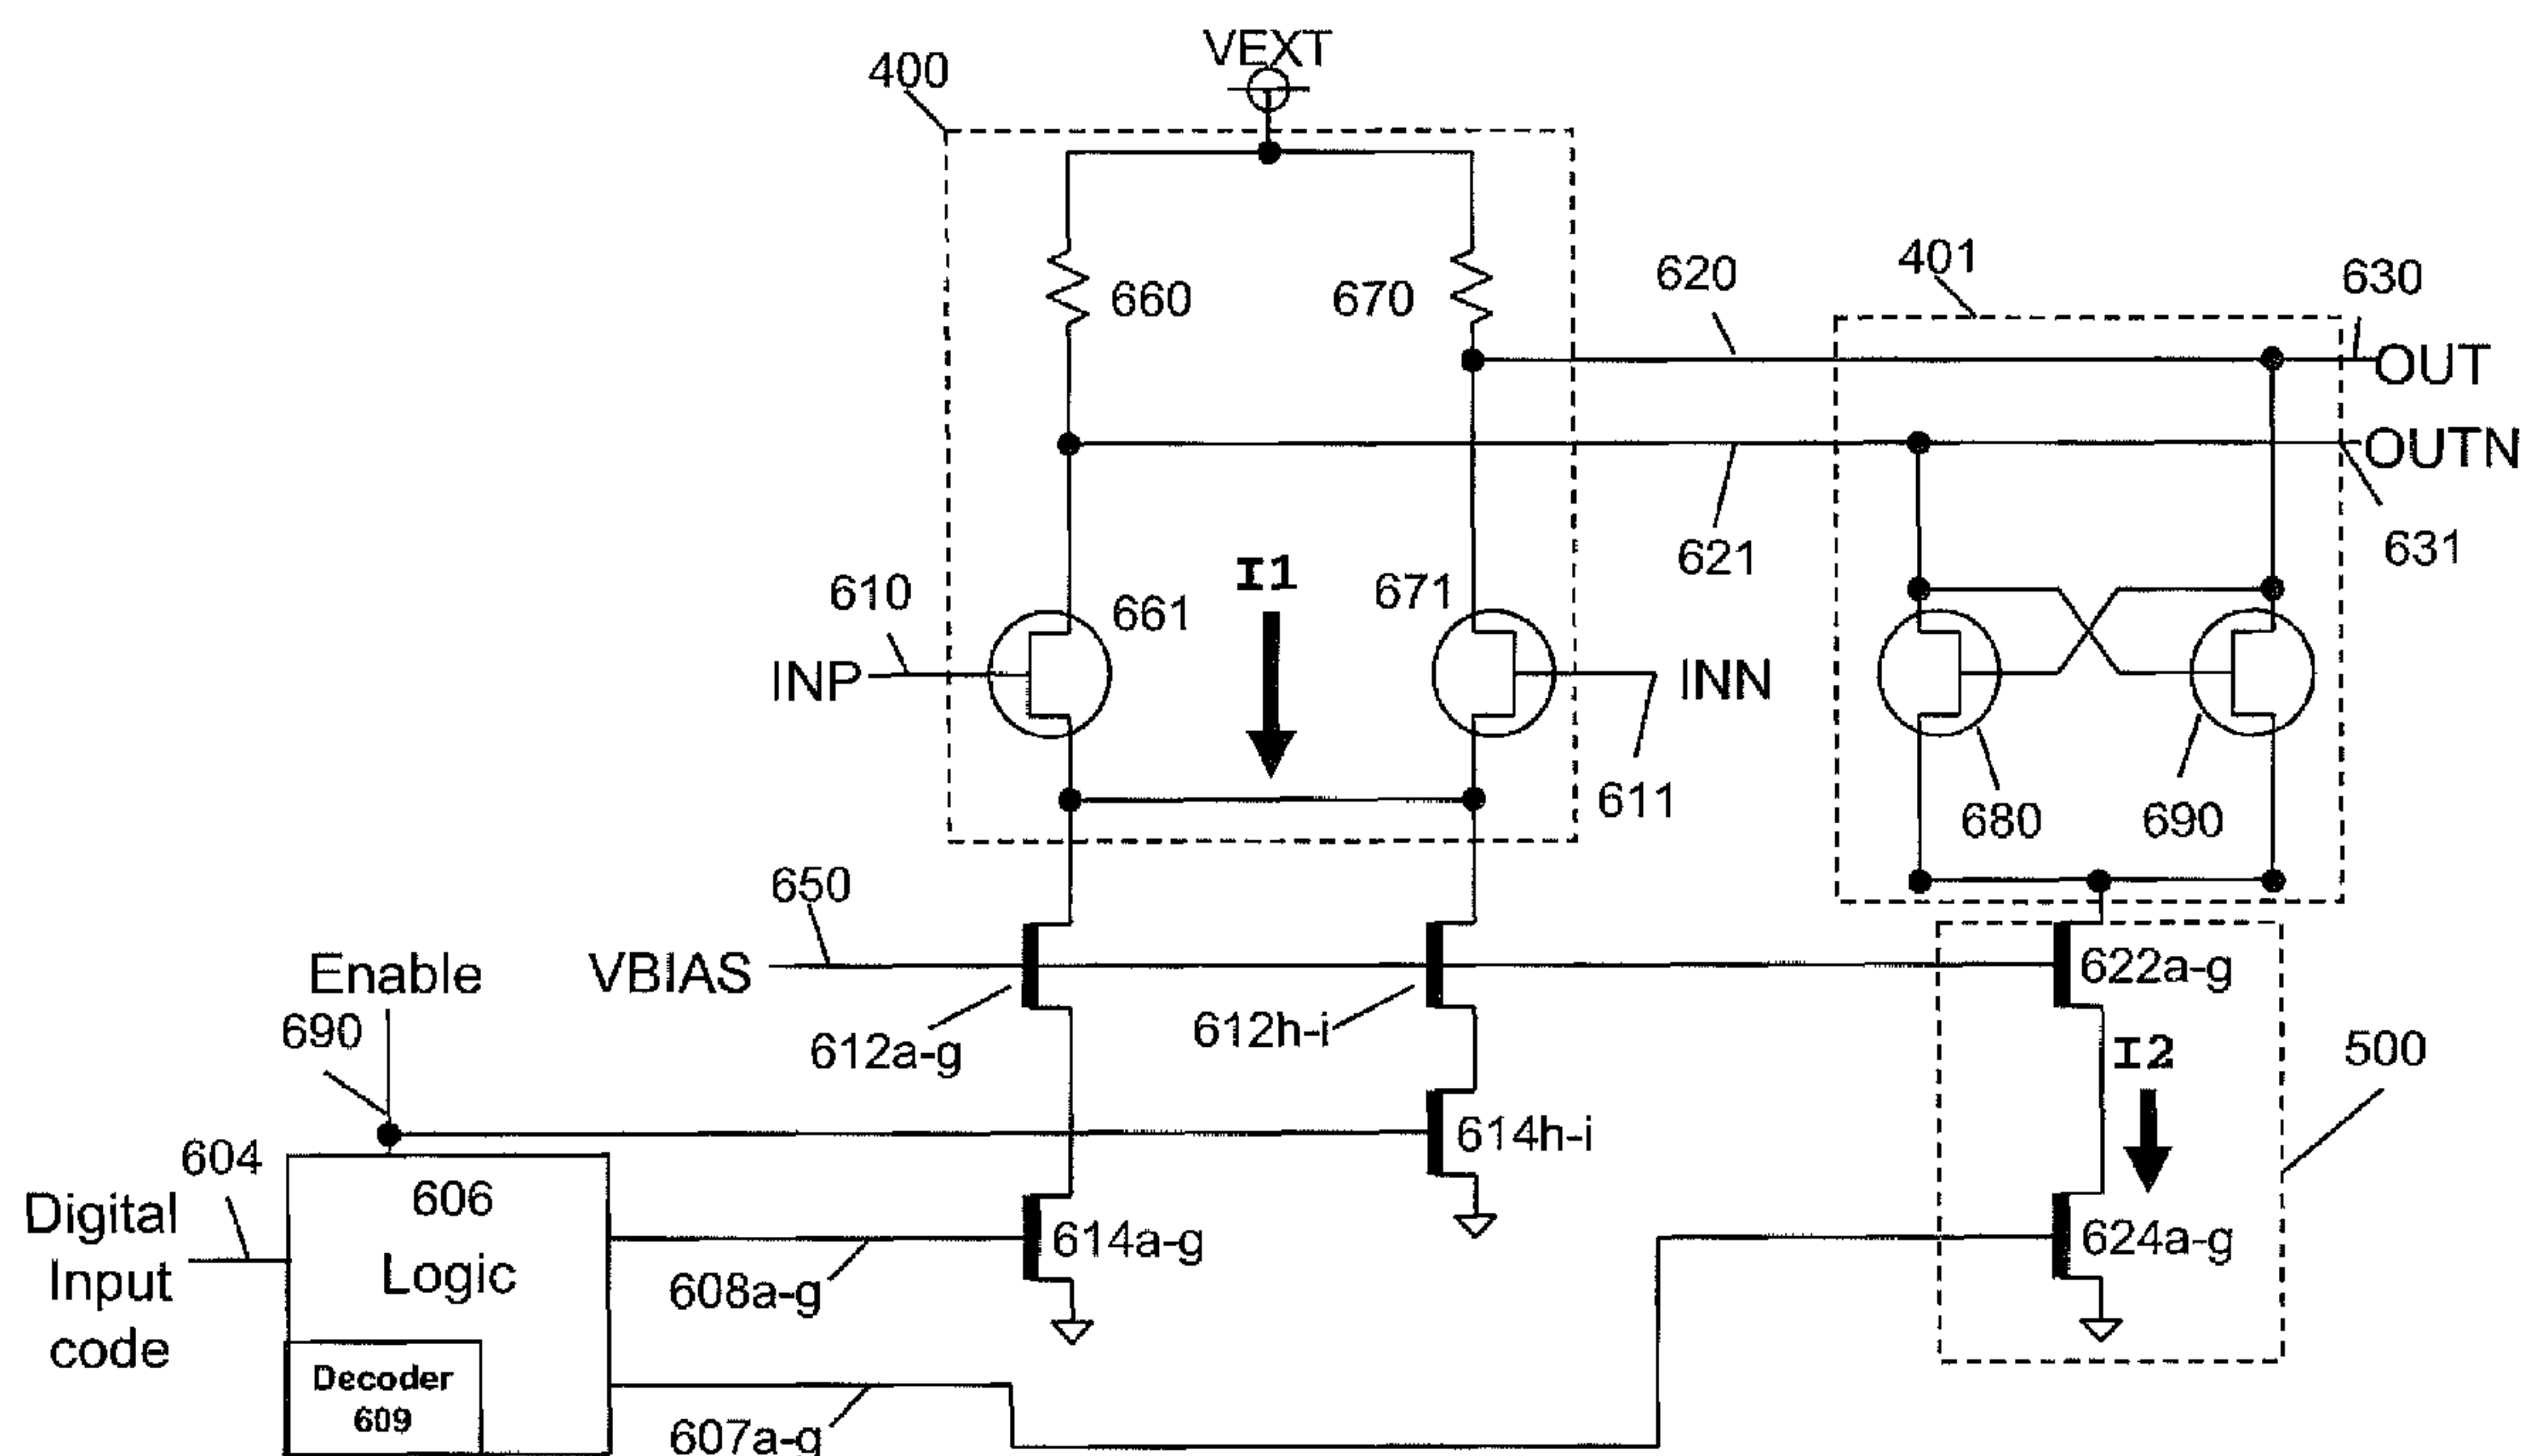 VEXT
400
660
670
620
401
630
OUT
OUTN
631
621
I1
610
661
671
INP
INN
611
680
690
650
VBIAS
622a-g
Enable
690
612a-g
612h-i
I2
500
614h-i
604
Digital
Input
code
606
Logic
614a-g
624a-g
608a-g
Decoder
609
607a-g